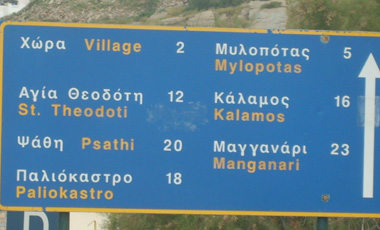 Χώρα Village 2
Αγία Θεοδότη 12
St. Theodoti
Ψάθη Psathi 20
Παλιόκαστρο 18
Paliokastro
Μυλοπότας 5
Mylopotas
Κάλαμος 16
Kalamos
Μαγγανάρι 23
Manganari